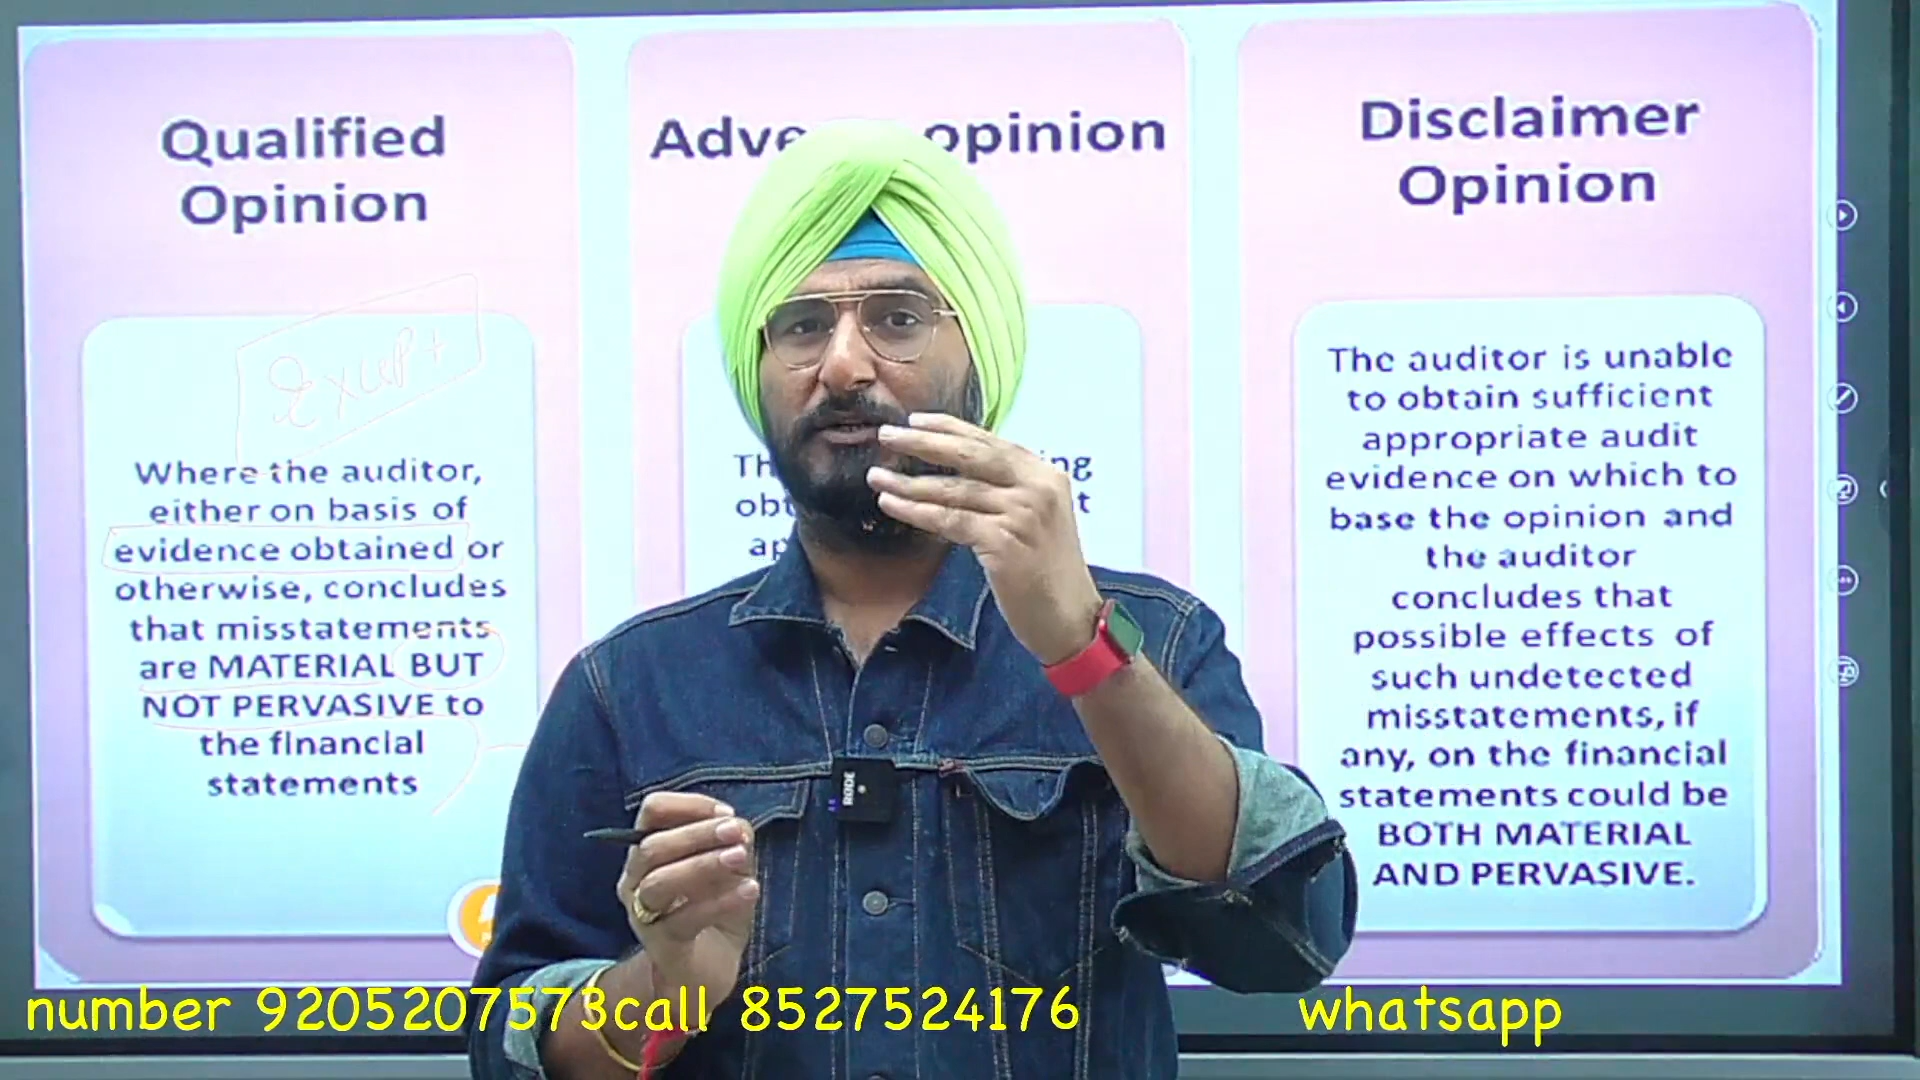 Qualified
Opinion
Except
Where the auditor,
either on basis of
evidence obtained or
otherwise, concludes
that misstatements
are MATERIAL BUT
NOT PERVASIVE to
the financial
statements
opinion
Disclaimer
Opinion
The auditor is unable
to obtain sufficient
appropriate audit
evidence on which to
base the opinion and
the auditor
concludes that
possible effects of
such undetected
misstatements, if
any, on the financial
statements could be
BOTH MATERIAL
AND PERVASIVE.
RODE
number 9205207573call 8527524176 whatsapp